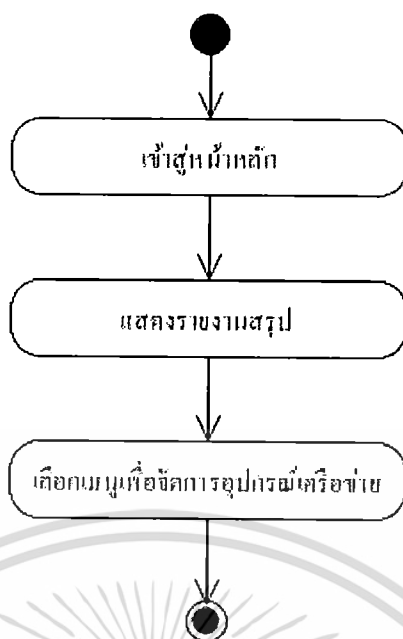 เข้าสู่หน้าหลัก
แสดงรายงานสรุป
เลือกเมนูเพื่อจัดการอุปกรณ์เครือข่าย